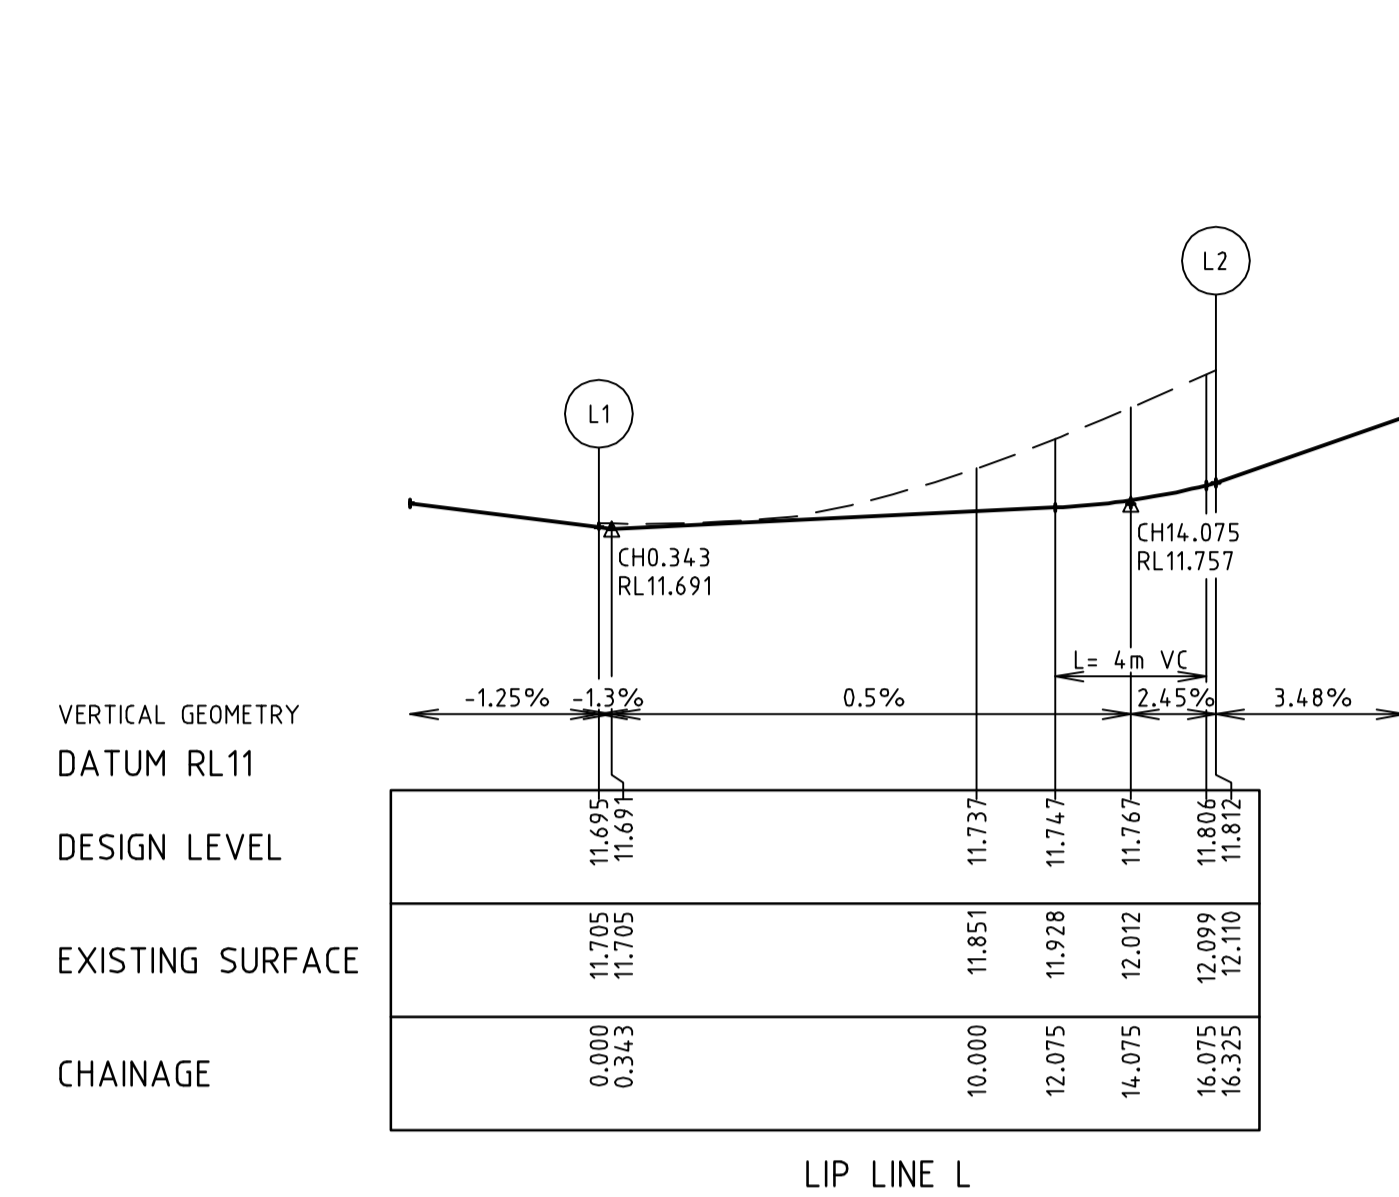 L2
L1
CH0.343
RL11.691
CH14.075
RL11.757
L= 4m VC
VERTICAL GEOMETRY -1.25% -1.3% 0.5% 2.45% 3.48%
DATUM RL11
DESIGN LEVEL 11.695 11.691 11.737 11.747 11.767 11.806 11.812
EXISTING SURFACE 11.705 11.705 11.851 11.928 12.012 12.099 12.110
CHAINAGE 0.000 0.343 10.000 12.075 14.075 16.075 16.325
LIP LINE L